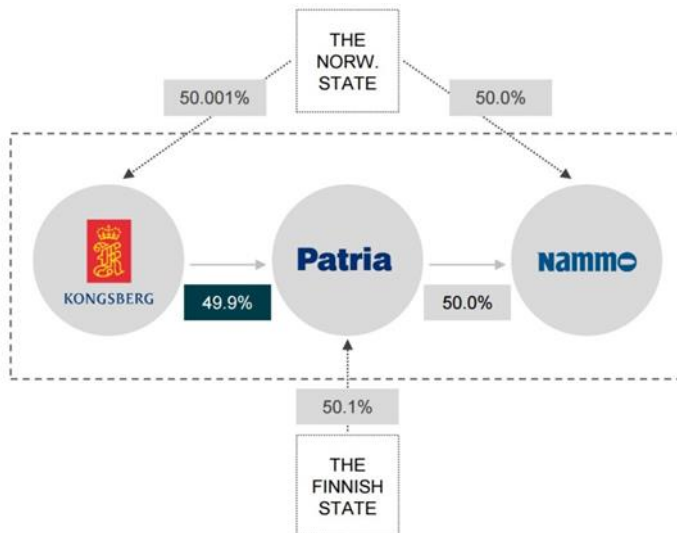 THE
NORW.
STATE
50.001%
50.0%
KONGSBERG
Patria
NAMMO
49.9%
50.0%
50.1%
THE
FINNISH
STATE